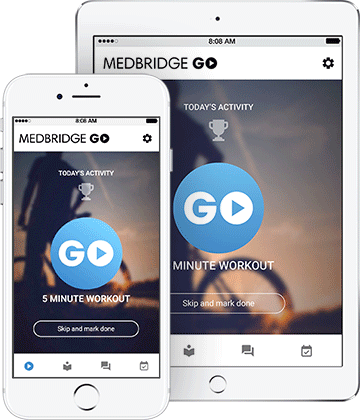 8:08 AM
MEDBRIDGE GO
TODAY'S ACTIVITY
GO
MINUTE WORKOUT
Skip and mark done
8:08 AM
MEDBRIDGE GO
TODAY'S ACTIVITY
GO
5 MINUTE WORKOUT
Skip and mark done